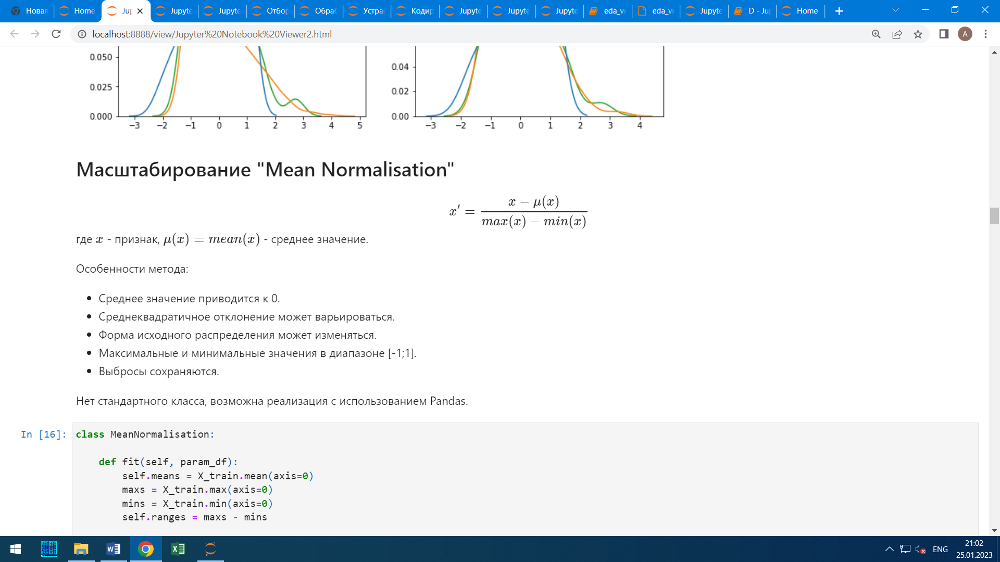 Новая
Home
Jup
Jupyte
Jupyte
Отбор
Обраб
Устран
Кодир
Jupyte
Jupyte
Jupyte
eda_vi
eda_vi
Jupyte
D - Ju
Home
localhost:8888/view/Jupyter%20Notebook%20Viewer2.html
A
0.050
0.025
0.000
−3 −2 −1 0 1 2 3 4 5
0.04
0.02
0.00
−3 −2 −1 0 1 2 3 4
Масштабирование "Mean Normalisation"
x′ = x − μ(x) / max(x) − min(x)
где x - признак, μ(x) = mean(x) - среднее значение.
Особенности метода:
• Среднее значение приводится к 0.
• Среднеквадратичное отклонение может варьироваться.
• Форма исходного распределения может изменяться.
• Максимальные и минимальные значения в диапазоне [-1;1].
• Выбросы сохраняются.
Нет стандартного класса, возможна реализация с использованием Pandas.
In [16]:
class MeanNormalisation:
def fit(self, param_df):
self.means = X_train.mean(axis=0)
maxs = X_train.max(axis=0)
mins = X_train.min(axis=0)
self.ranges = maxs - mins
ENG
21:02
25.01.2023